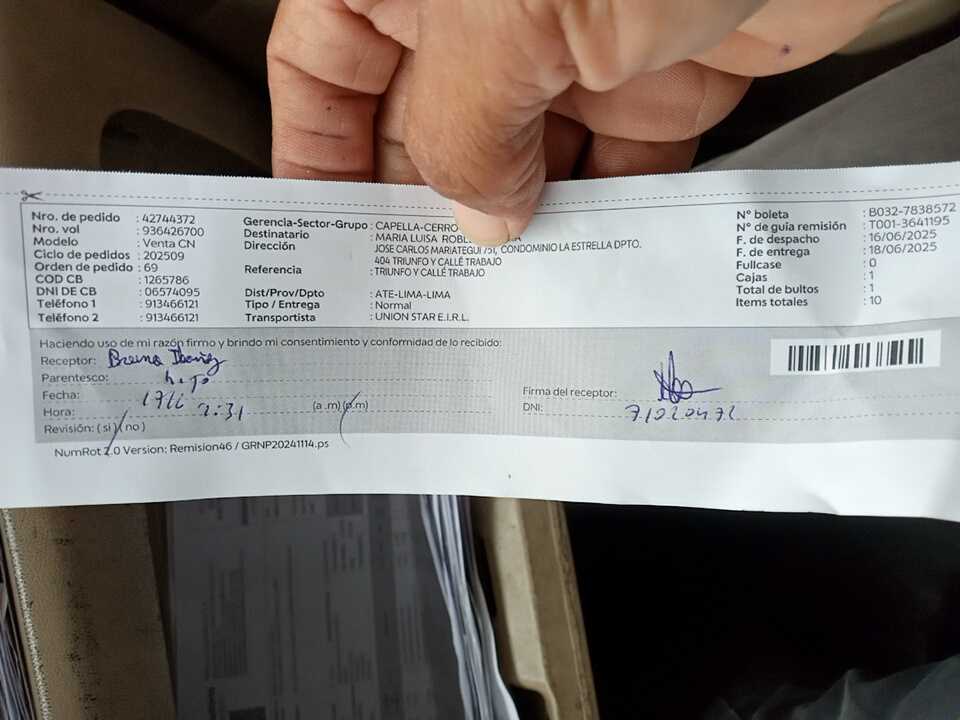 Nro. de pedido : 42744372
Nro. vol : 936426700
Modelo : Venta CN
Ciclo de pedidos : 202509
Orden de pedido : 69
COD CB : 1265786
DNI DE CB : 06574095
Teléfono 1 : 913466121
Teléfono 2 : 913466121
Gerencia-Sector-Grupo : CAPELLA-CERRO
Destinatario : MARIA LUISA
Dirección : JOSE CARLOS MARIATEGUI 751, CONDOMINIO LA ESTRELLA DPTO.
404 TRIUNFO Y CALLE TRABAJO
Referencia : TRIUNFO Y CALLE TRABAJO
Dist/Prov/Dpto : ATE-LIMA-LIMA
Tipo / Entrega : Normal
Transportista : UNION STAR E.I.R.L.
N° boleta : B032-7838572
N° de guía remisión : T001-3641195
F. de despacho : 16/06/2025
F. de entrega : 18/06/2025
Fullcase : 0
Cajas : 1
Total de bultos : 1
Items totales : 10
Haciendo uso de mi razón firmo y brindo mi consentimiento y conformidad de lo recibido:
Receptor:
Parentesco:
Fecha:
Hora: 2:31 (a.m) (p.m)
Revisión: ( si ) ( no )
Firma del receptor:
DNI: 71020472
NumRot 2.0 Version: Remision46 / GRNP20241114.ps